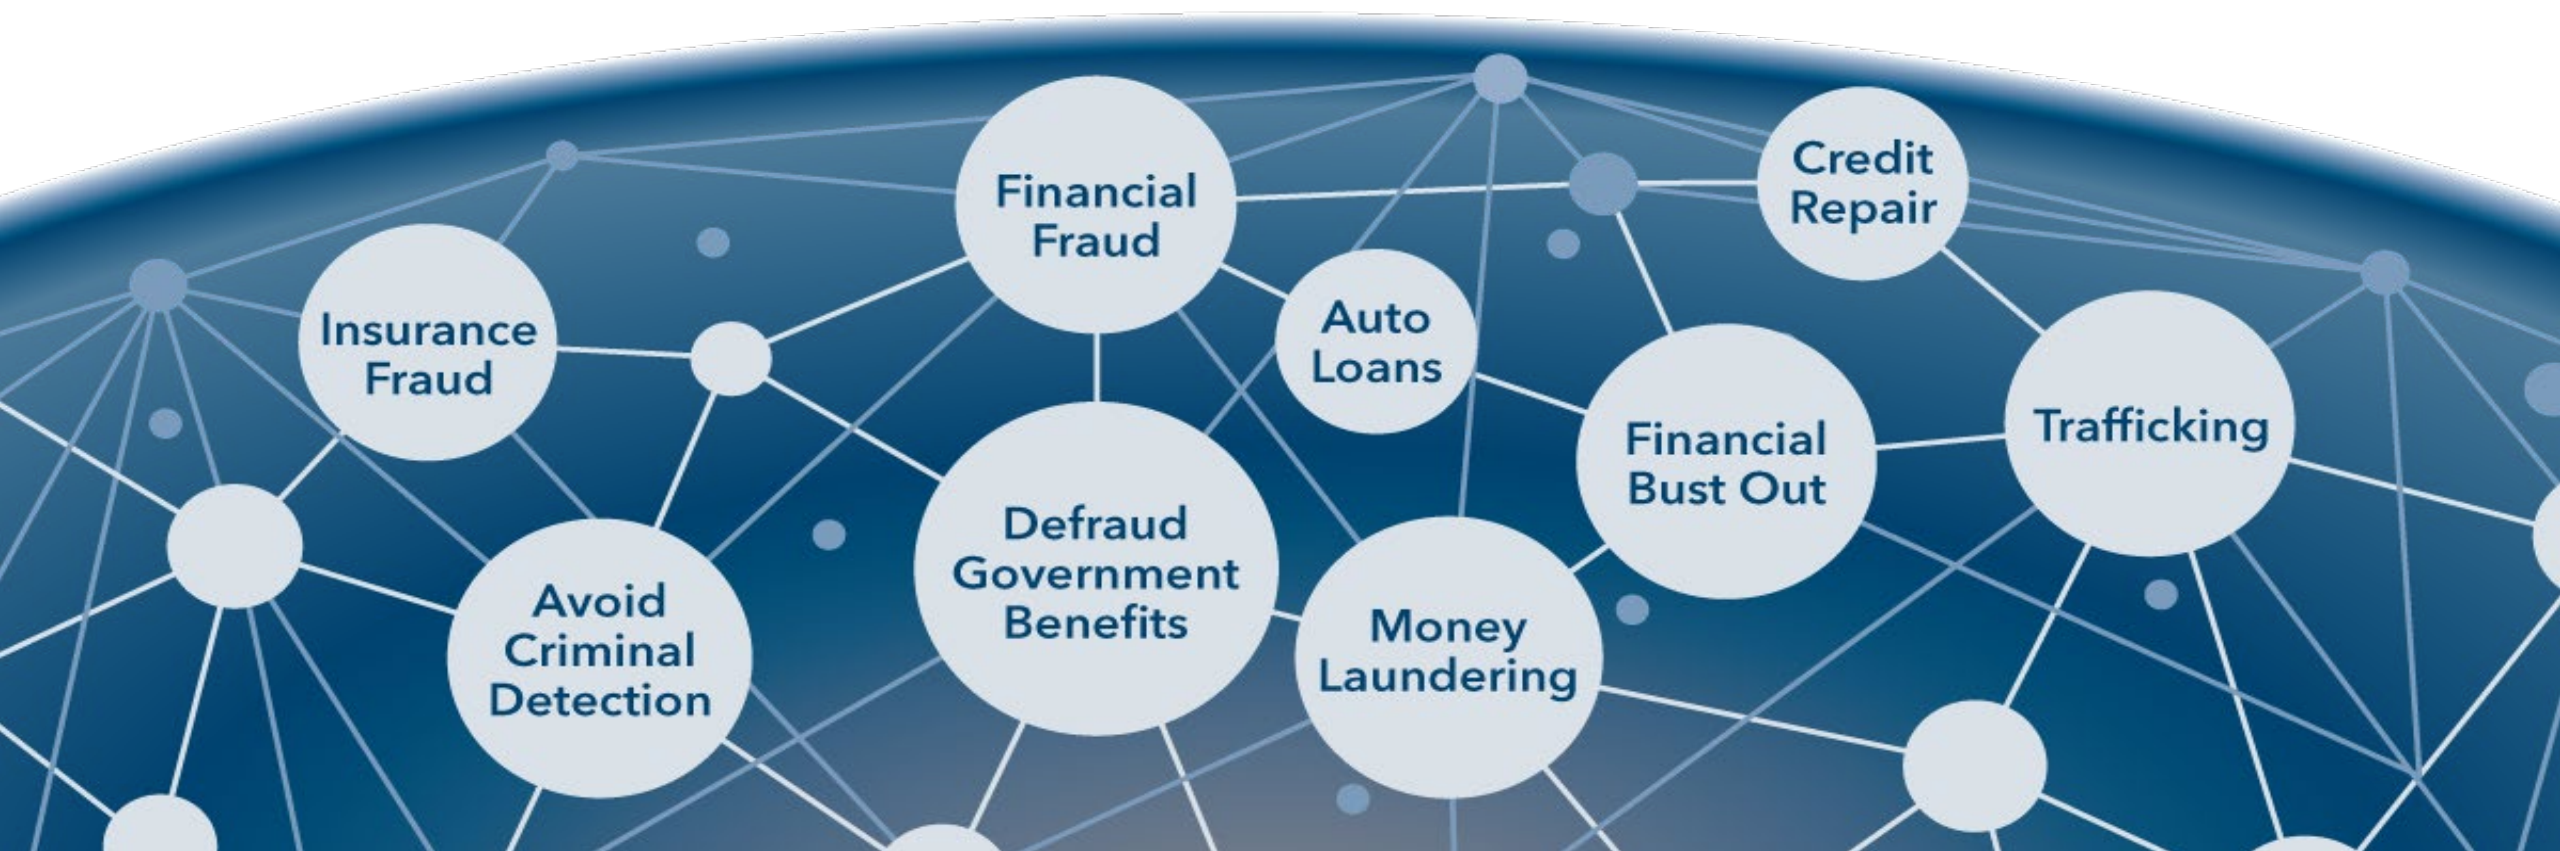 Financial
Fraud
Credit
Repair
Insurance
Fraud
Auto
Loans
Financial
Bust Out
Trafficking
Defraud
Government
Benefits
Avoid
Criminal
Detection
Money
Laundering